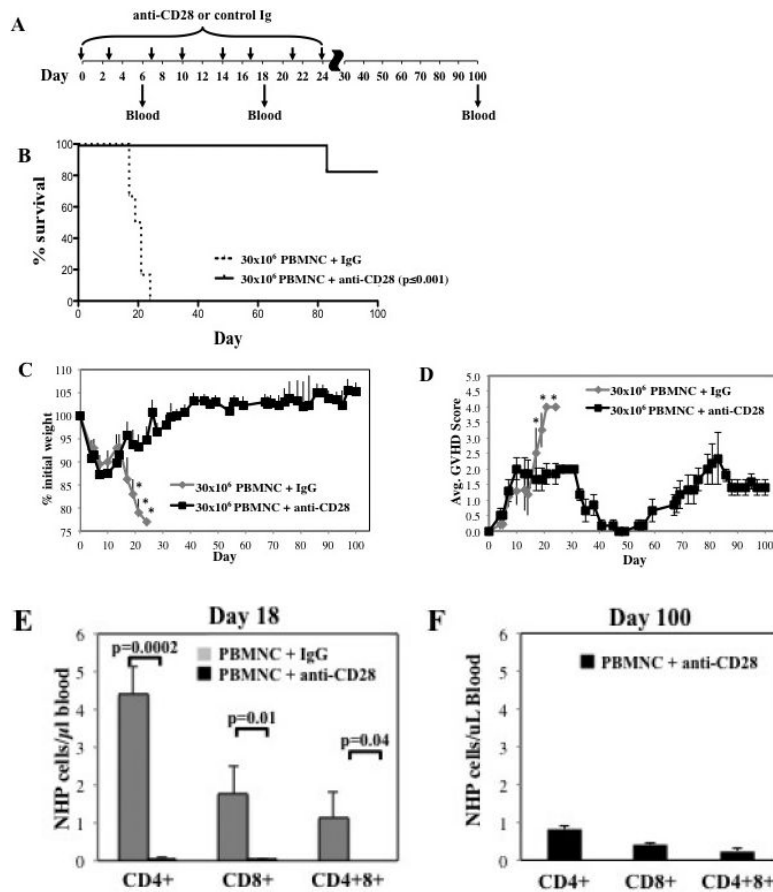 A
anti-CD28 or control Ig
Day 0 2 4 6 8 10 12 14 16 18 20 22 24 30 40 50 60 70 80 90 100
Blood Blood Blood
B
% survival
100
80
60
40
20
0
30x10⁶ PBMNC + IgG
30x10⁶ PBMNC + anti-CD28 (p≤0.001)
0 20 40 60 80 100
Day
C
% initial weight
110
105
100
95
90
85
80
75
*
*
*
30x10⁶ PBMNC + IgG
30x10⁶ PBMNC + anti-CD28
0 10 20 30 40 50 60 70 80 90 100
Day
D
Avg. GVHD Score
5.0
4.5
4.0
3.5
3.0
2.5
2.0
1.5
1.0
0.5
0.0
30x10⁶ PBMNC + IgG
30x10⁶ PBMNC + anti-CD28
* *
*
*
0 10 20 30 40 50 60 70 80 90 100
Day
E
Day 18
NHP cells/µl blood
6
5
4
3
2
1
0
p=0.0002
PBMNC + IgG
PBMNC + anti-CD28
p=0.01
p=0.04
CD4+ CD8+ CD4+8+
F
Day 100
NHP cells/uL Blood
6
5
4
3
2
1
0
PBMNC + anti-CD28
CD4+ CD8+ CD4+8+